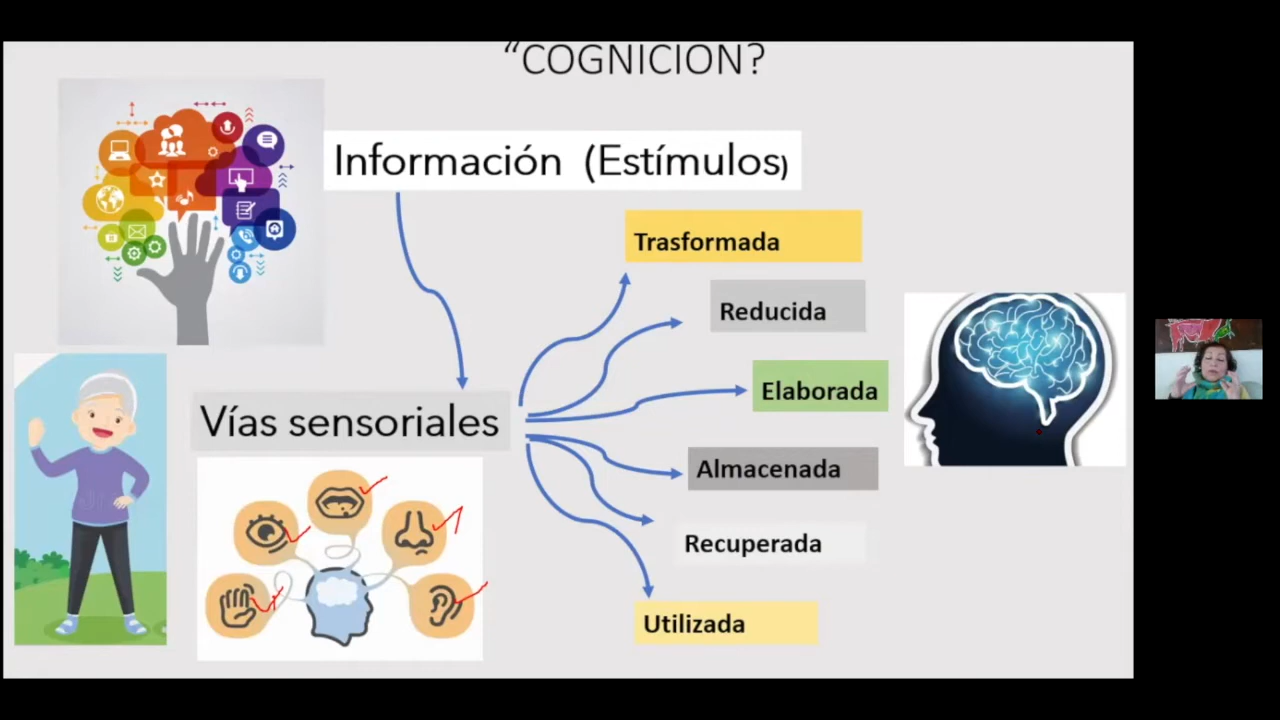 “COGNICION?
Información (Estímulos)
Trasformada
Reducida
Elaborada
Vías sensoriales
Almacenada
Recuperada
Utilizada